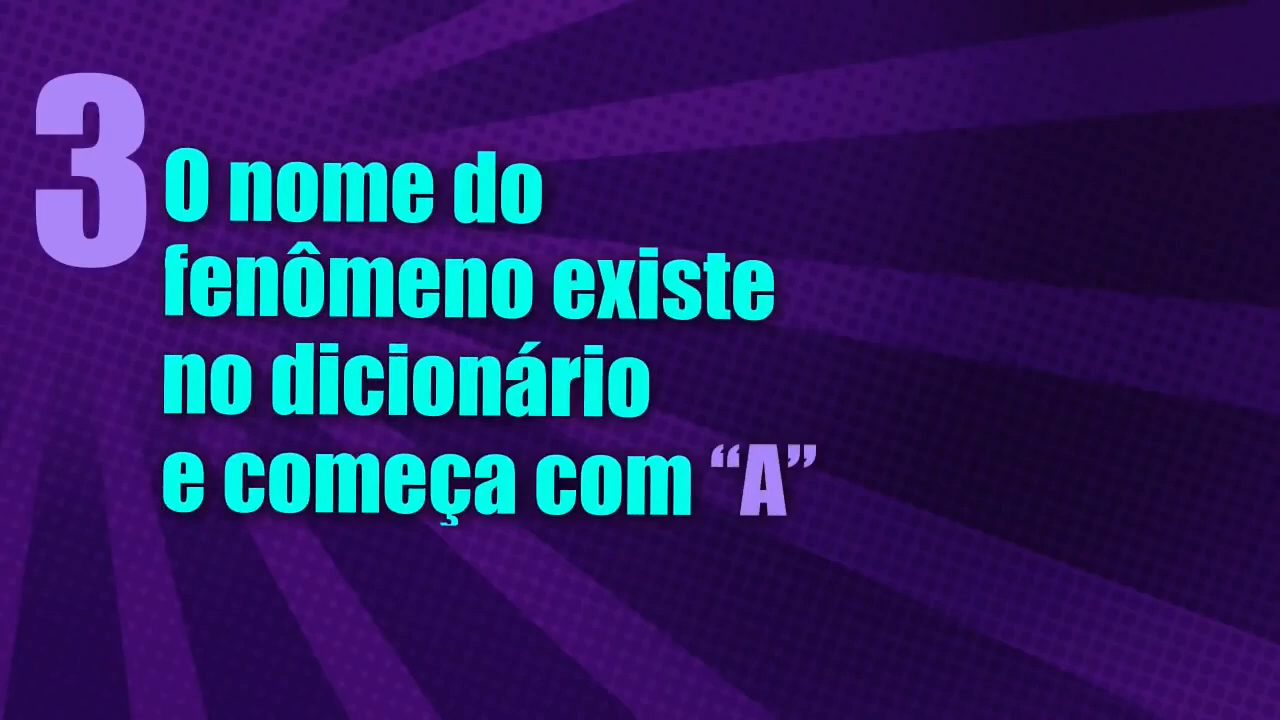 3
O nome do
fenômeno existe
no dicionário
e começa com “A”